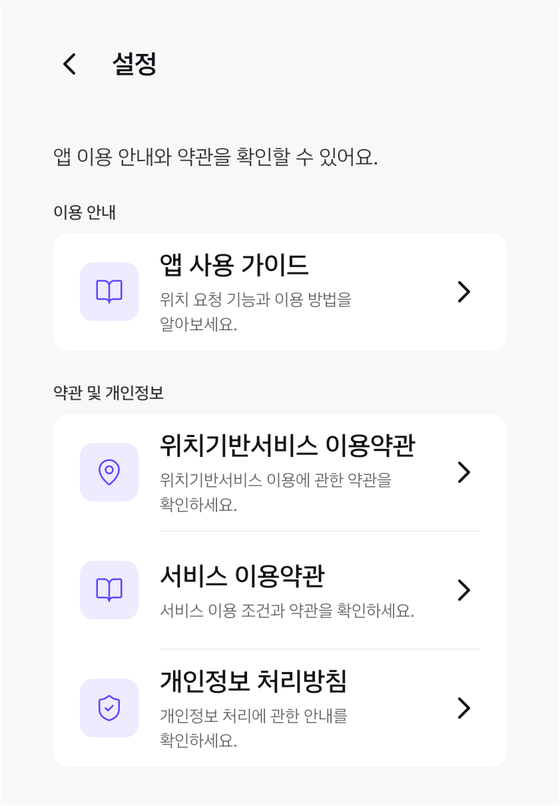 설정
앱 이용 안내와 약관을 확인할 수 있어요.
이용 안내
앱 사용 가이드
위치 요청 기능과 이용 방법을
알아보세요.
약관 및 개인정보
위치기반서비스 이용약관
위치기반서비스 이용에 관한 약관을
확인하세요.
서비스 이용약관
서비스 이용 조건과 약관을 확인하세요.
개인정보 처리방침
개인정보 처리에 관한 안내를
확인하세요.